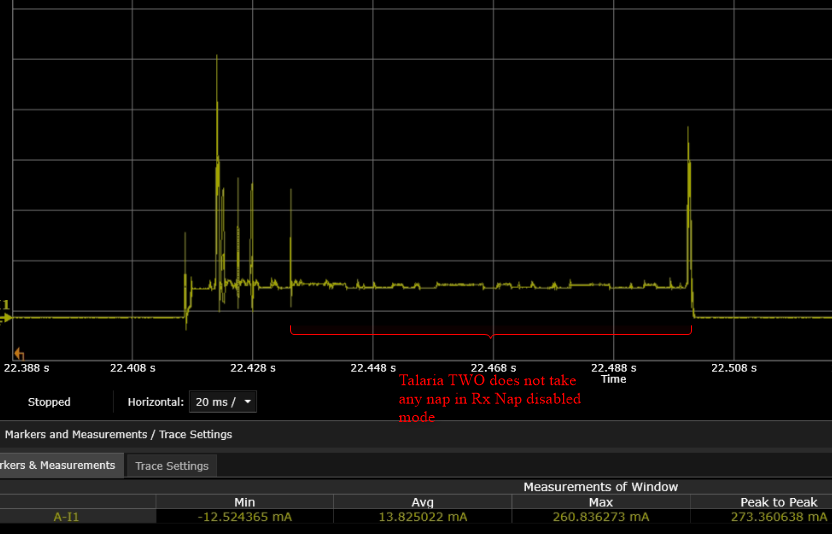 1
22.388 s 22.408 s 22.428 s 22.448 s 22.468 s 22.488 s 22.508 s
Time
Talaria TWO does not take
any nap in Rx Nap disabled
mode
Stopped Horizontal: 20 ms /
Markers and Measurements / Trace Settings
rkers & Measurements Trace Settings
Measurements of Window
Min Avg Max Peak to Peak
A-I1 -12.524365 mA 13.825022 mA 260.836273 mA 273.360638 mA